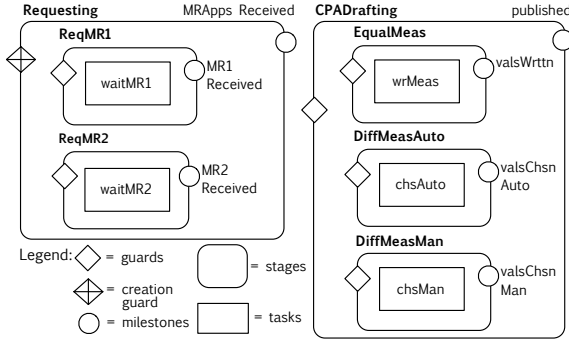 Requesting
MRApps Received
ReqMR1
waitMR1
MR1
Received
ReqMR2
waitMR2
MR2
Received
Legend:
= guards
= creation
guard
= milestones
= stages
= tasks
CPADrafting
published
EqualMeas
wrMeas
valsWrttn
DiffMeasAuto
chsAuto
valsChsn
Auto
DiffMeasMan
chsMan
valsChsn
Man